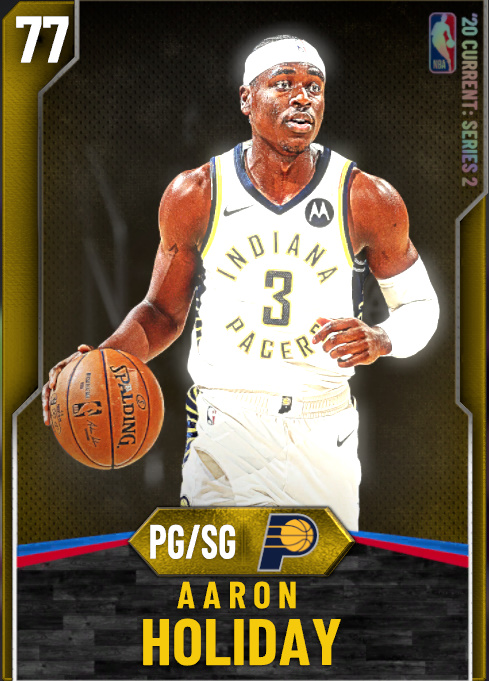 77
'20 CURRENT: SERIES 2
NBA
INDIANA
3
PACERS
SPALDING
PG/SG
AARON
HOLIDAY